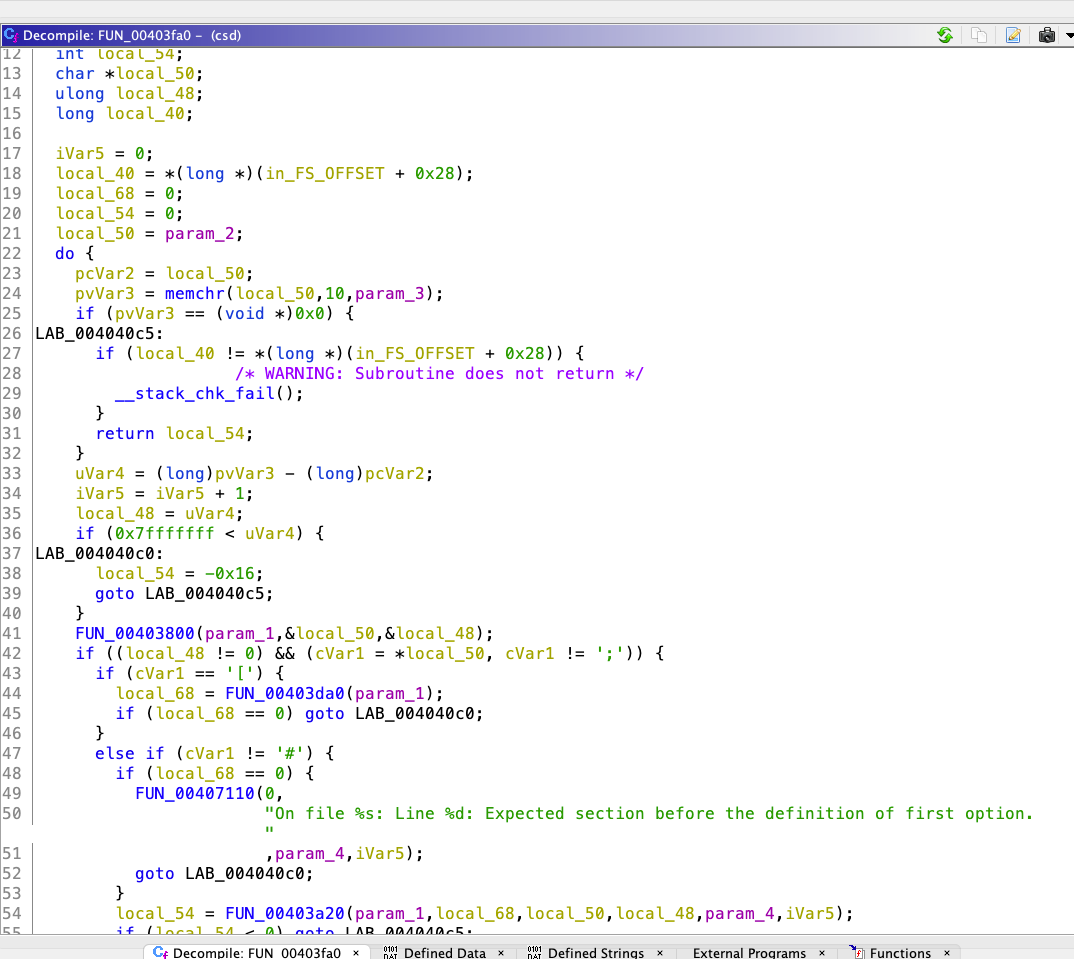 Decompile: FUN_00403fa0 - (csd)
12 int local_54;
13 char *local_50;
14 ulong local_48;
15 long local_40;
16
17 iVar5 = 0;
18 local_40 = *(long *)(in_FS_OFFSET + 0x28);
19 local_68 = 0;
20 local_54 = 0;
21 local_50 = param_2;
22 do {
23 pcVar2 = local_50;
24 pvVar3 = memchr(local_50,10,param_3);
25 if (pvVar3 == (void *)0x0) {
26 LAB_004040c5:
27 if (local_40 != *(long *)(in_FS_OFFSET + 0x28)) {
28 /* WARNING: Subroutine does not return */
29 __stack_chk_fail();
30 }
31 return local_54;
32 }
33 uVar4 = (long)pvVar3 - (long)pcVar2;
34 iVar5 = iVar5 + 1;
35 local_48 = uVar4;
36 if (0x7fffffff < uVar4) {
37 LAB_004040c0:
38 local_54 = -0x16;
39 goto LAB_004040c5;
40 }
41 FUN_00403800(param_1,&local_50,&local_48);
42 if ((local_48 != 0) && (cVar1 = *local_50, cVar1 != ';')) {
43 if (cVar1 == '[') {
44 local_68 = FUN_00403da0(param_1);
45 if (local_68 == 0) goto LAB_004040c0;
46 }
47 else if (cVar1 != '#') {
48 if (local_68 == 0) {
49 FUN_00407110(0,
50 "On file %s: Line %d: Expected section before the definition of first option.
"
51 ,param_4,iVar5);
52 goto LAB_004040c0;
53 }
54 local_54 = FUN_00403a20(param_1,local_68,local_50,local_48,param_4,iVar5);
55 if (local_54 < 0) goto LAB_004040c5;
Decompile: FUN_00403fa0 × Defined Data × Defined Strings × External Programs × Functions ×